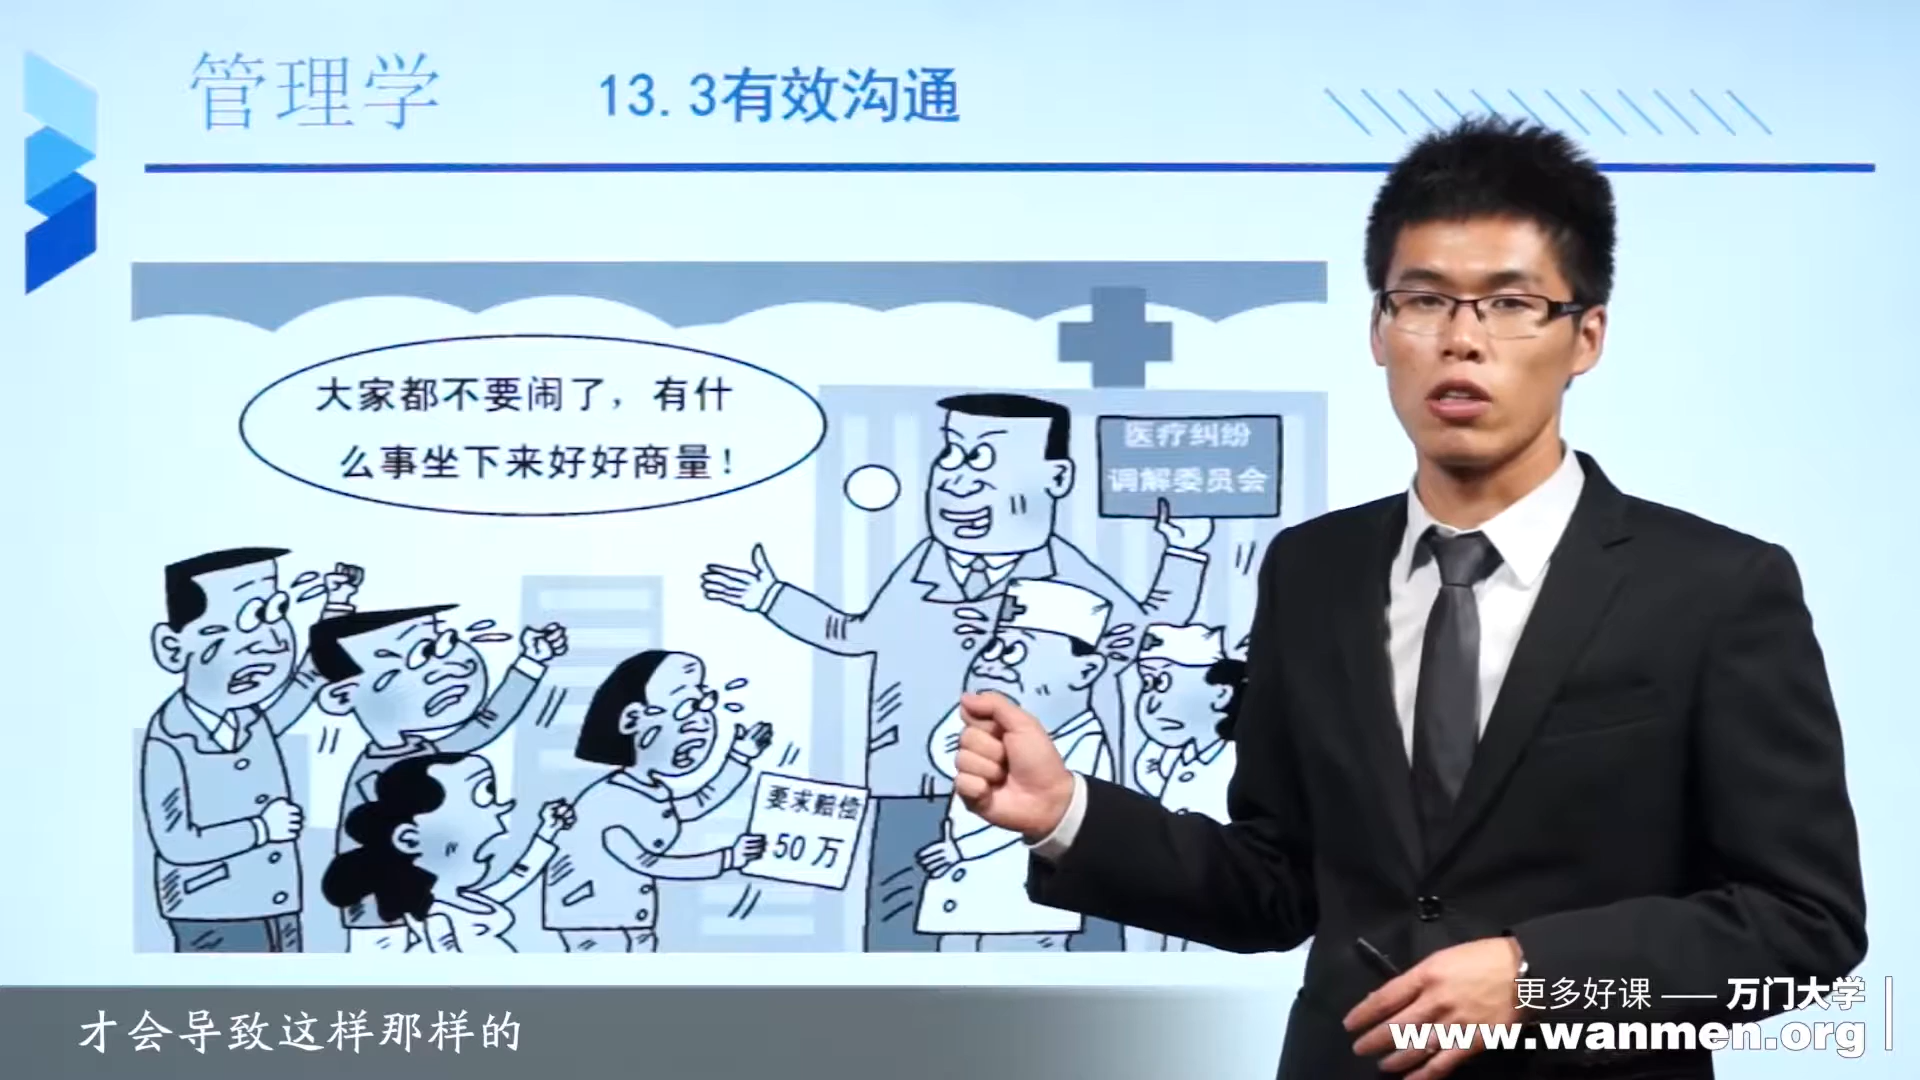 管理学
13.3有效沟通
大家都不要闹了，有什
么事坐下来好好商量！
医疗纠纷
调解委员会
要求赔偿
50万
才会导致这样那样的
更多好课 —— 万门大学
www.wanmen.org